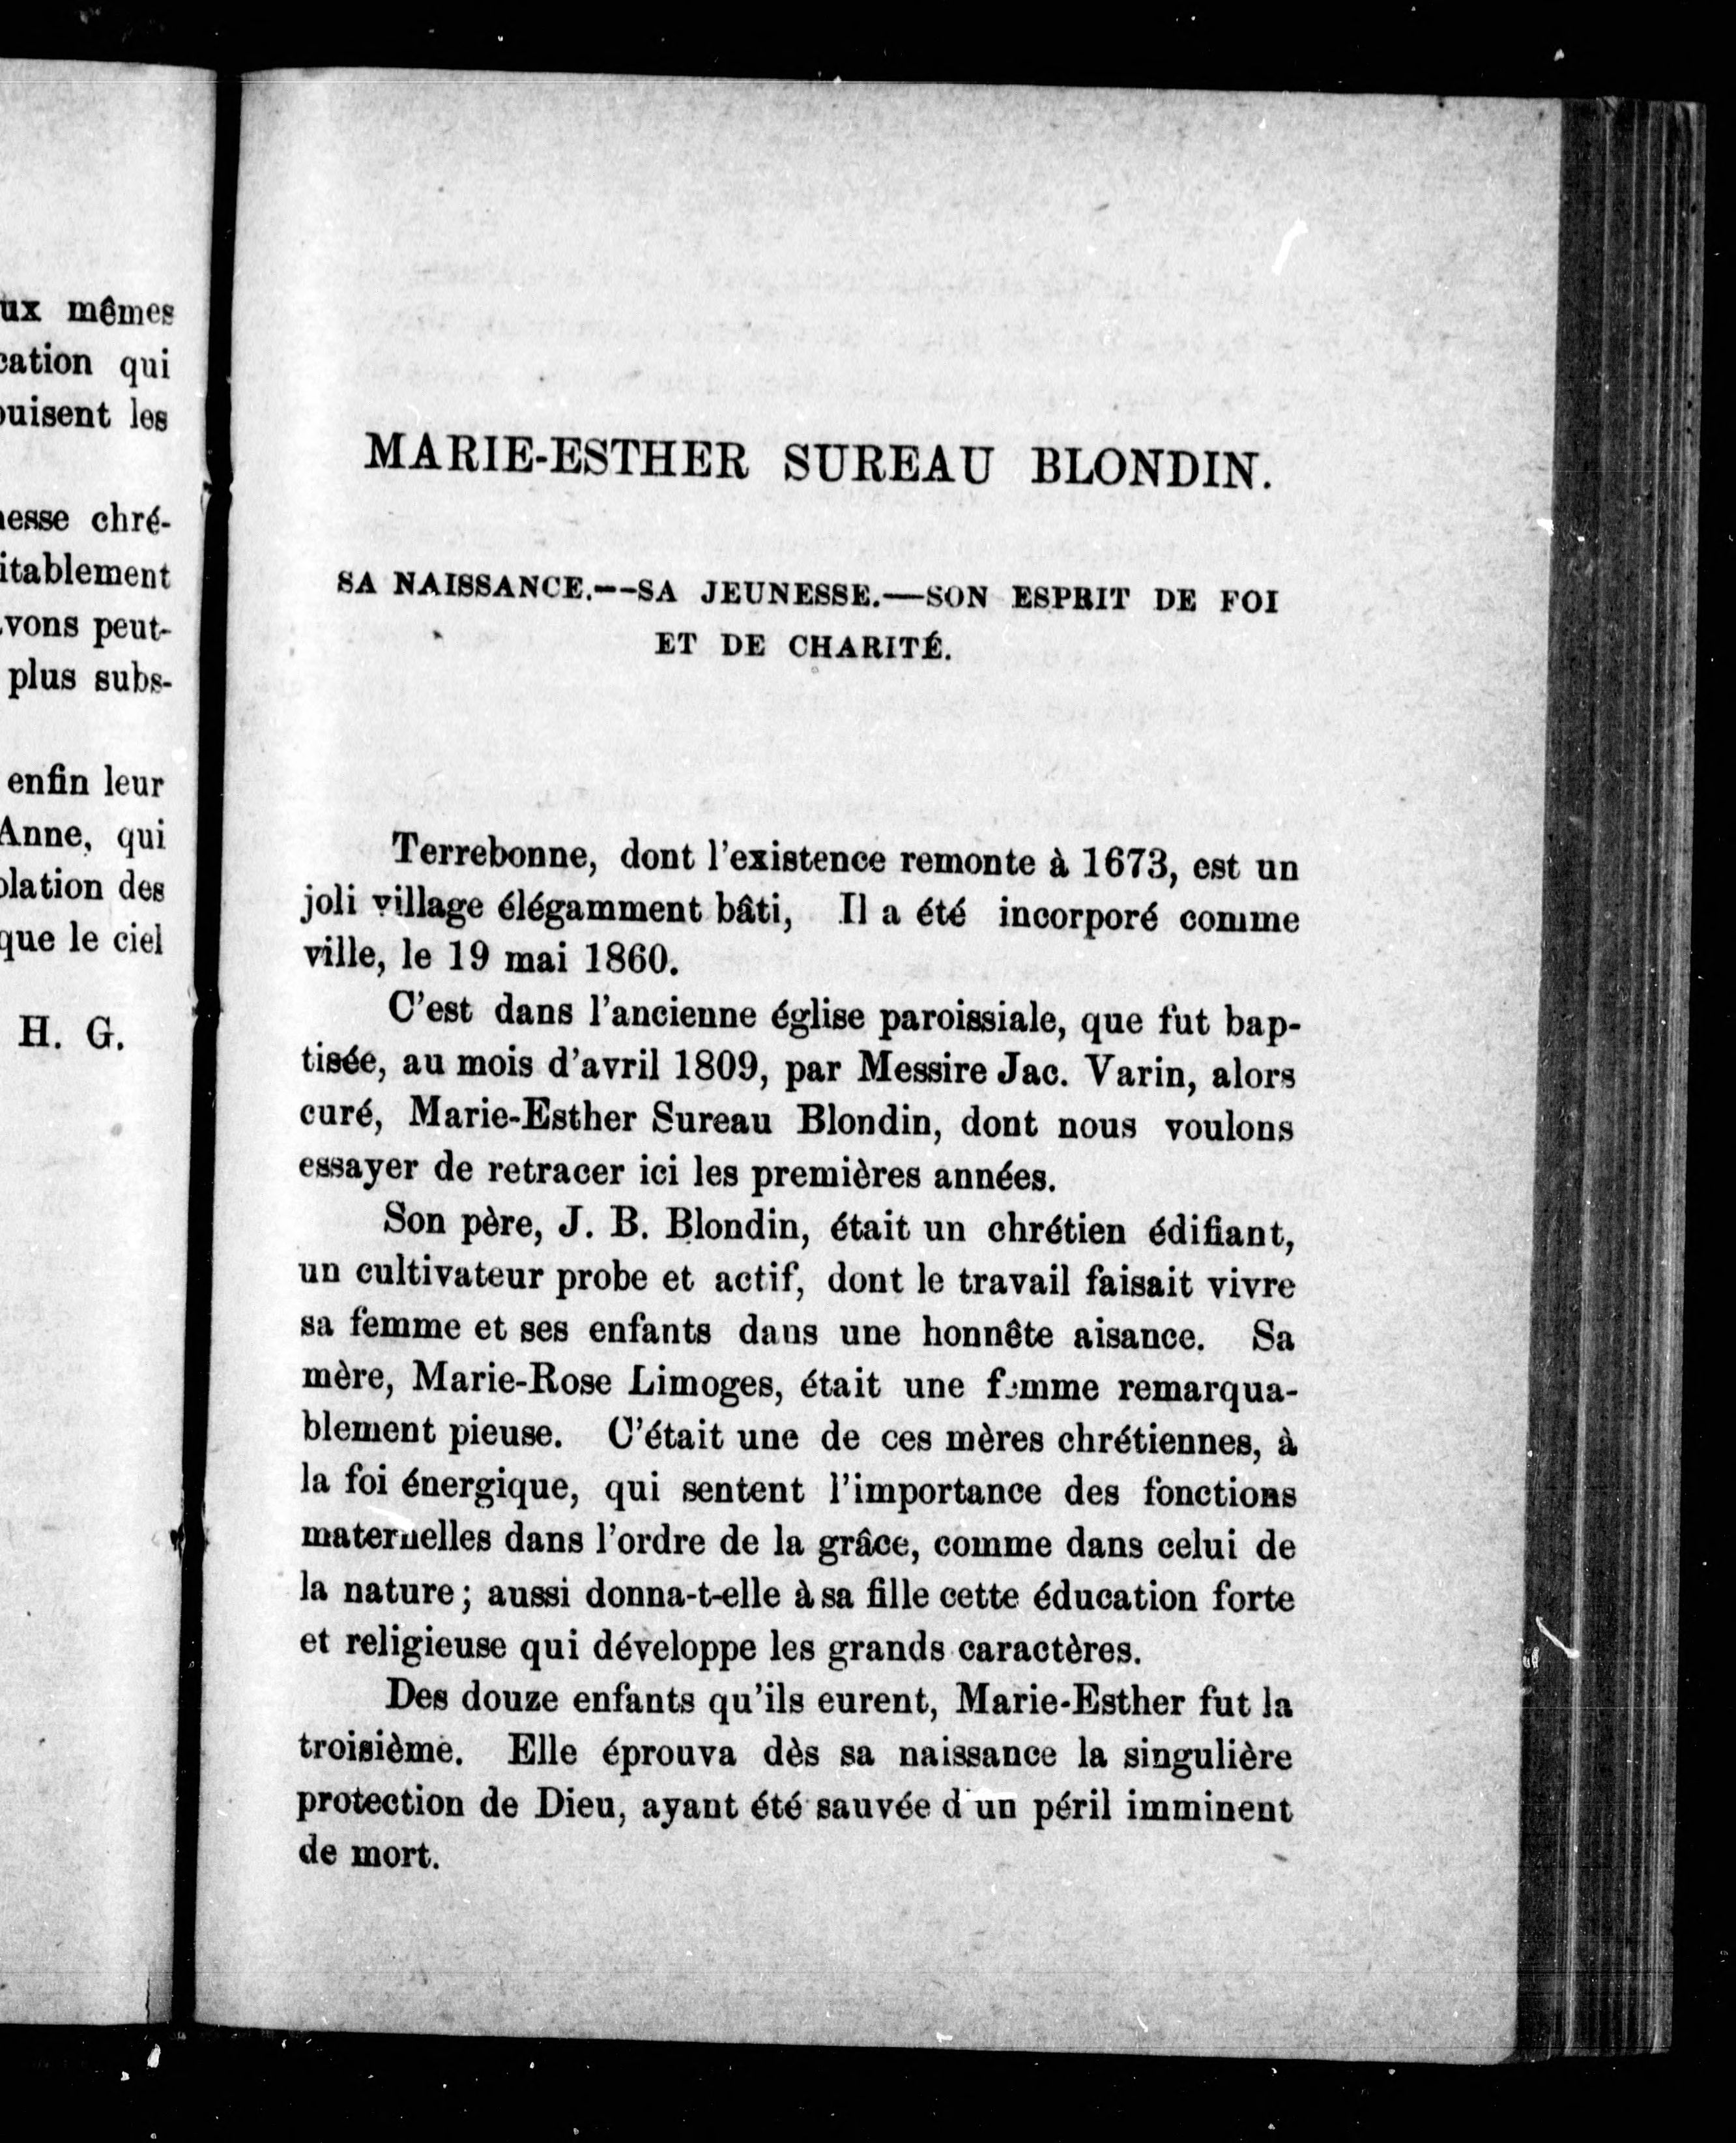 ux mêmes
cation qui
ouisent les
esse chré-
itablement
vons peut-
plus subs-
enfin leur
Anne, qui
olation des
que le ciel
H. G.
MARIE-ESTHER SUREAU BLONDIN.
SA NAISSANCE.--SA JEUNESSE.—SON ESPRIT DE FOI
ET DE CHARITÉ.
Terrebonne, dont l'existence remonte à 1673, est un
joli village élégamment bâti, Il a été incorporé comme
ville, le 19 mai 1860.
C'est dans l'ancienne église paroissiale, que fut bap-
tisée, au mois d'avril 1809, par Messire Jac. Varin, alors
curé, Marie-Esther Sureau Blondin, dont nous voulons
essayer de retracer ici les premières années.
Son père, J. B. Blondin, était un chrétien édifiant,
un cultivateur probe et actif, dont le travail faisait vivre
sa femme et ses enfants dans une honnête aisance. Sa
mère, Marie-Rose Limoges, était une femme remarqua-
blement pieuse. C'était une de ces mères chrétiennes, à
la foi énergique, qui sentent l'importance des fonctions
maternelles dans l'ordre de la grâce, comme dans celui de
la nature; aussi donna-t-elle à sa fille cette éducation forte
et religieuse qui développe les grands caractères.
Des douze enfants qu'ils eurent, Marie-Esther fut la
troisième. Elle éprouva dès sa naissance la singulière
protection de Dieu, ayant été sauvée d'un péril imminent
de mort.